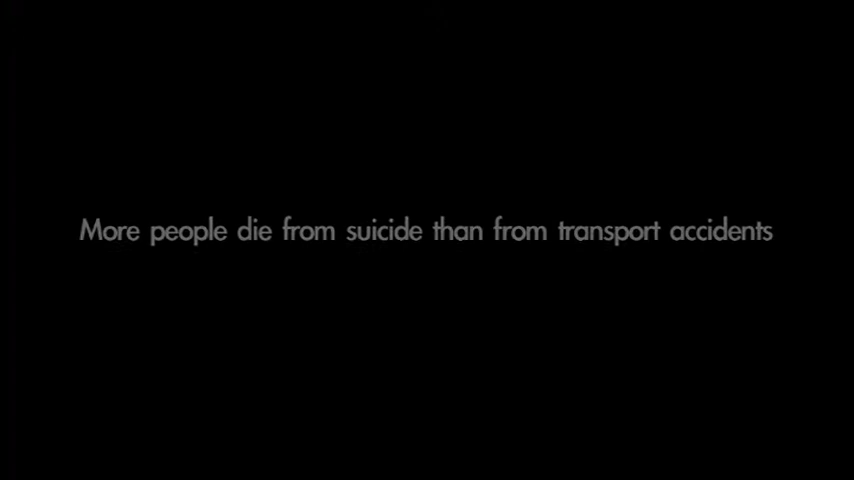 More people die from suicide than from transport accidents